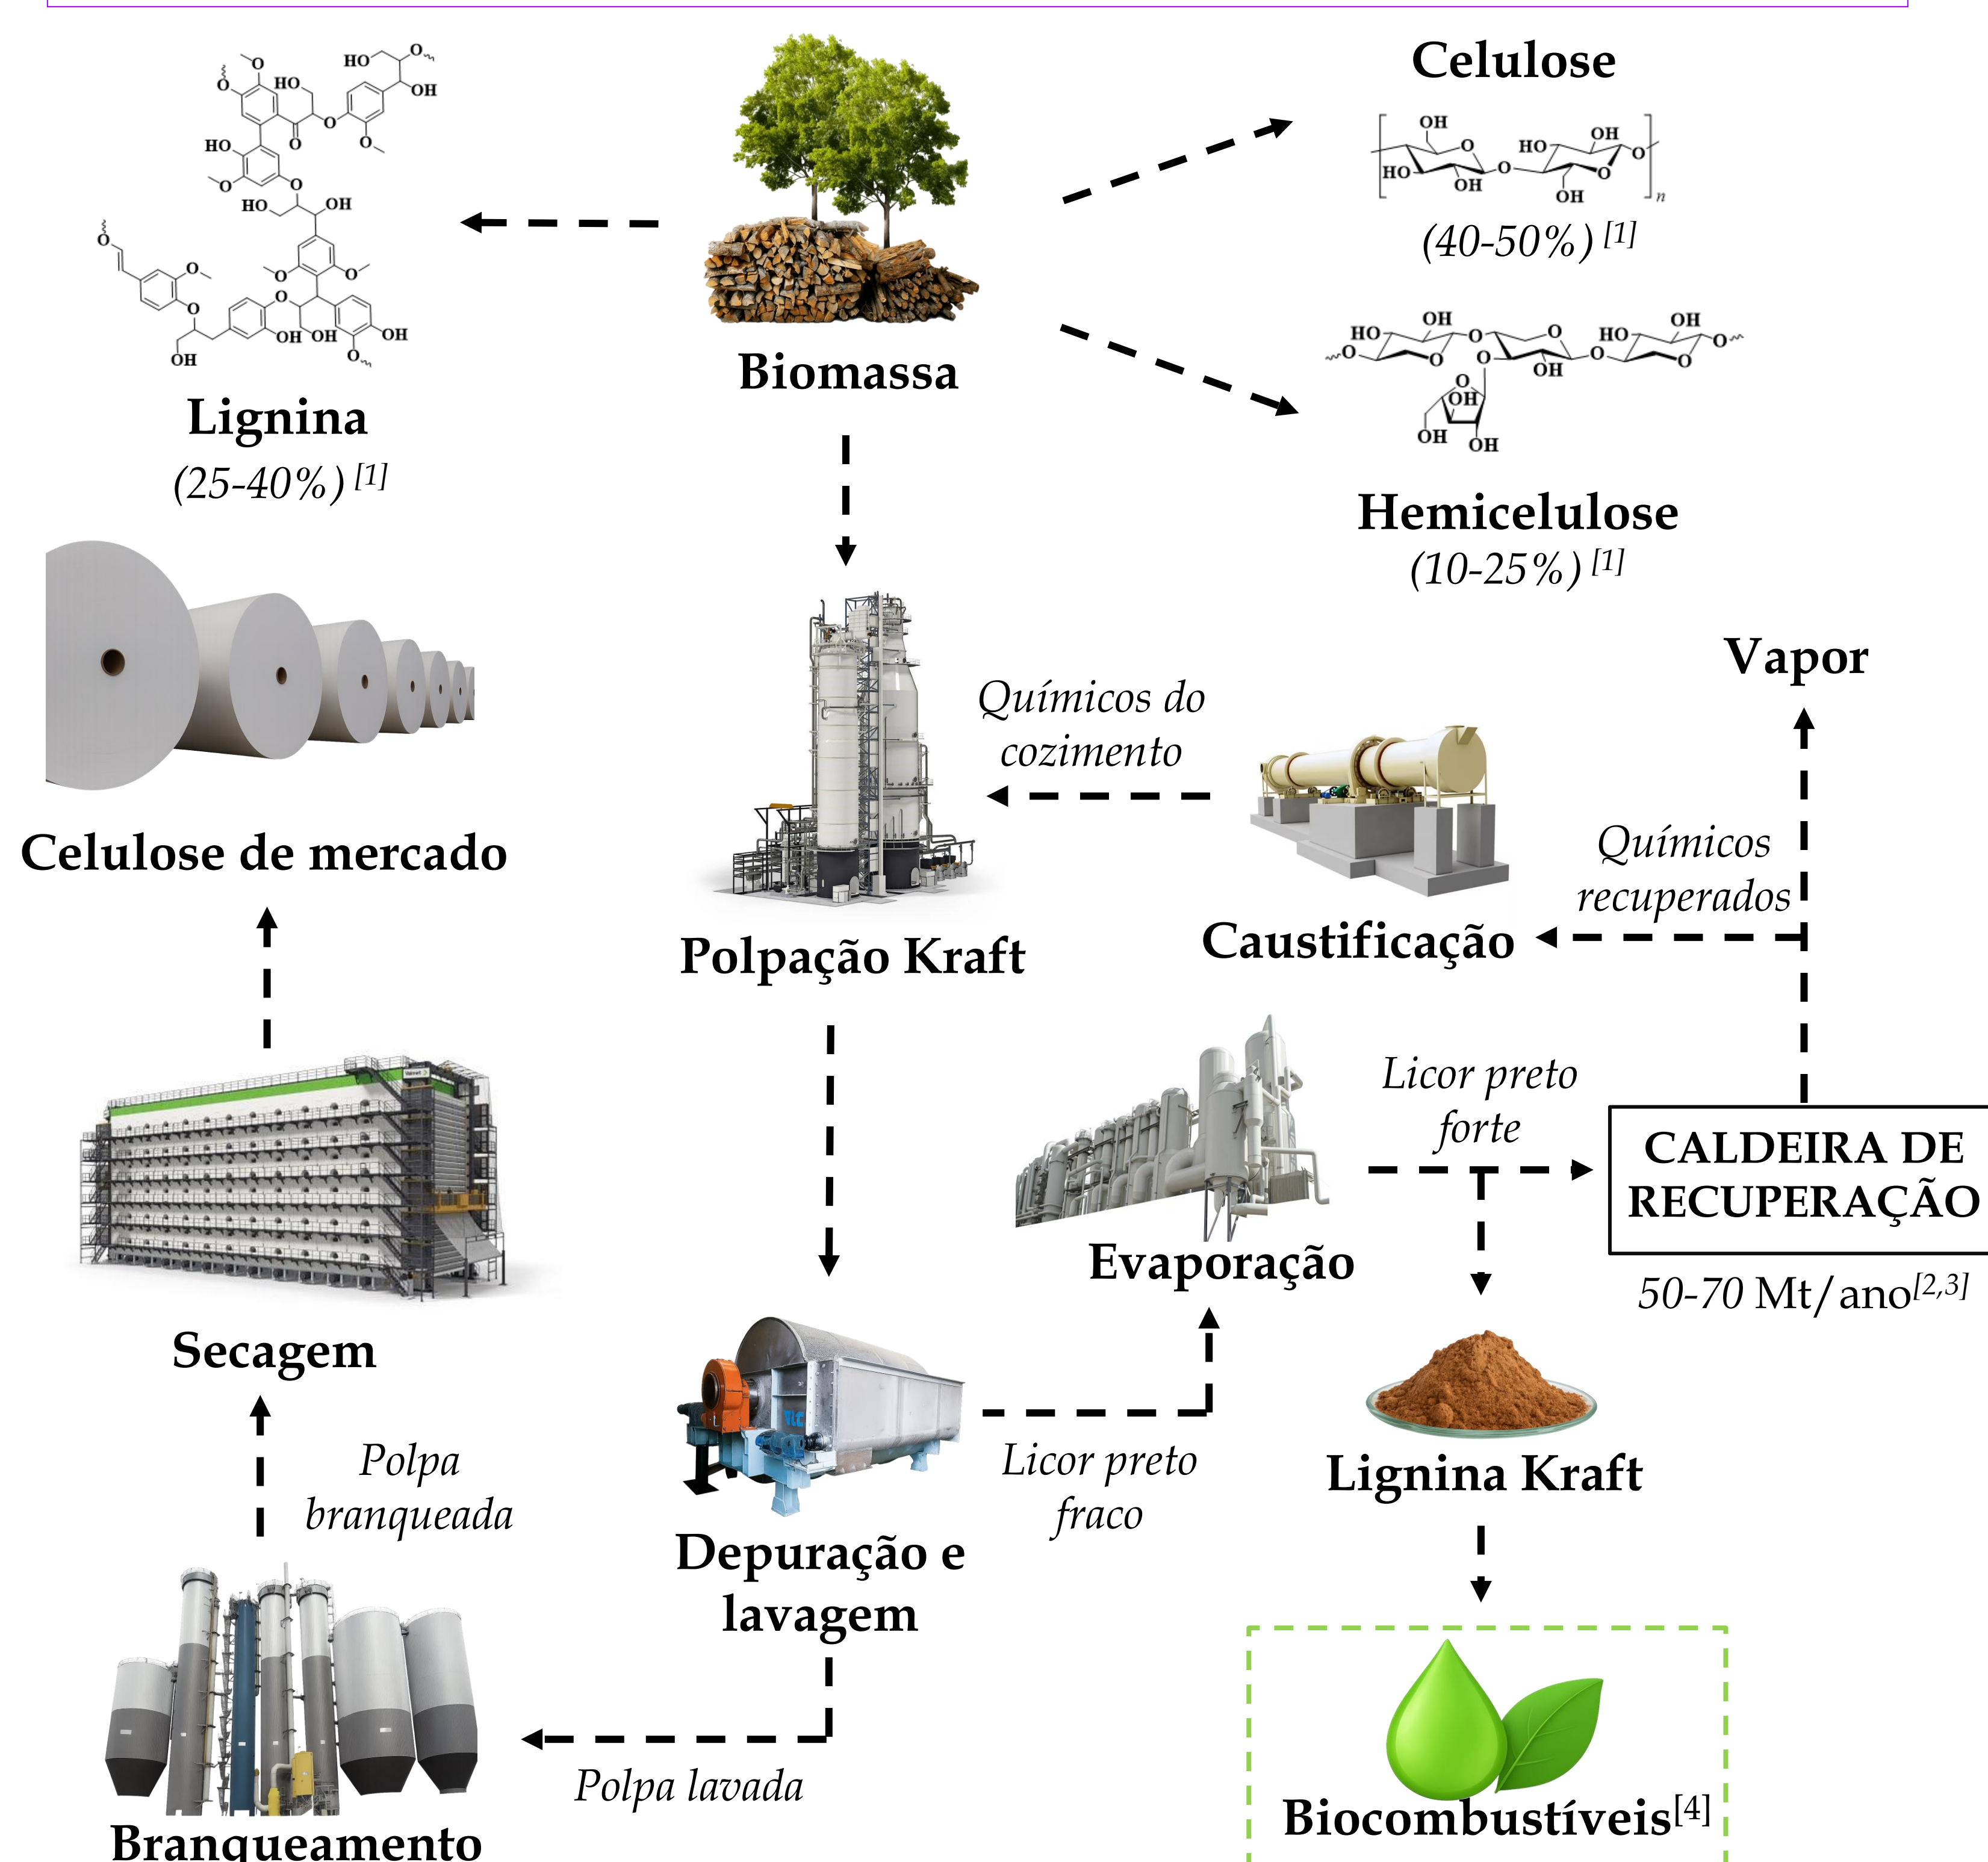 Celulose
(40-50%) [1]
Biomassa
Lignina
(25-40%) [1]
Hemicelulose
(10-25%) [1]
Vapor
Químicos do
cozimento
Químicos
recuperados
Celulose de mercado
Polpação Kraft
Caustificação
Licor preto
forte
CALDEIRA DE
RECUPERAÇÃO
50-70 Mt/ano[2,3]
Evaporação
Secagem
Polpa
branqueada
Licor preto
fraco
Lignina Kraft
Depuração e
lavagem
Polpa lavada
Branqueamento
Biocombustíveis[4]